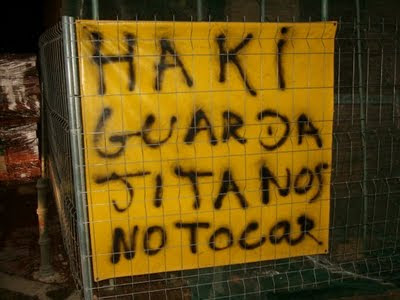 HAKi
GUARDA
JITANOS
NO TOCAR